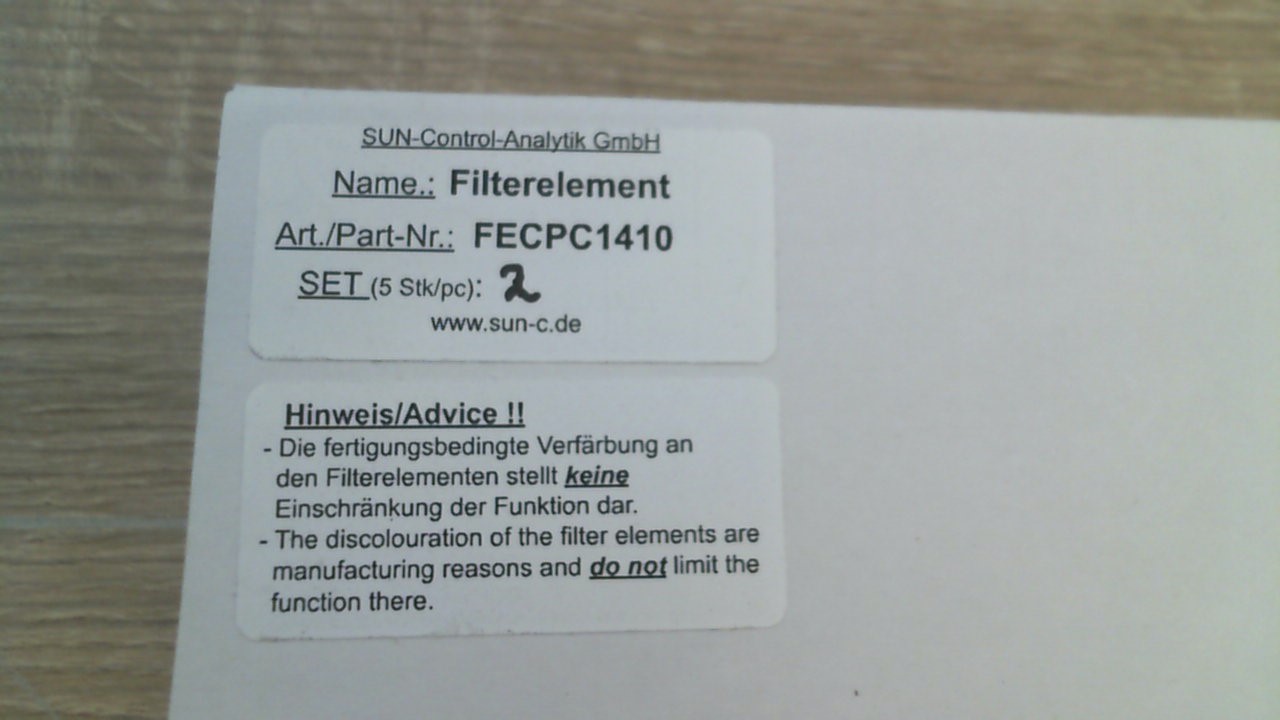 SUN-Control-Analytik GmbH
Name.: Filterelement
Art./Part-Nr.: FECPC1410
SET (5 Stk/pc): 2
www.sun-c.de
Hinweis/Advice !!
- Die fertigungsbedingte Verfärbung an
den Filterelementen stellt keine
Einschränkung der Funktion dar.
- The discolouration of the filter elements are
manufacturing reasons and do not limit the
function there.